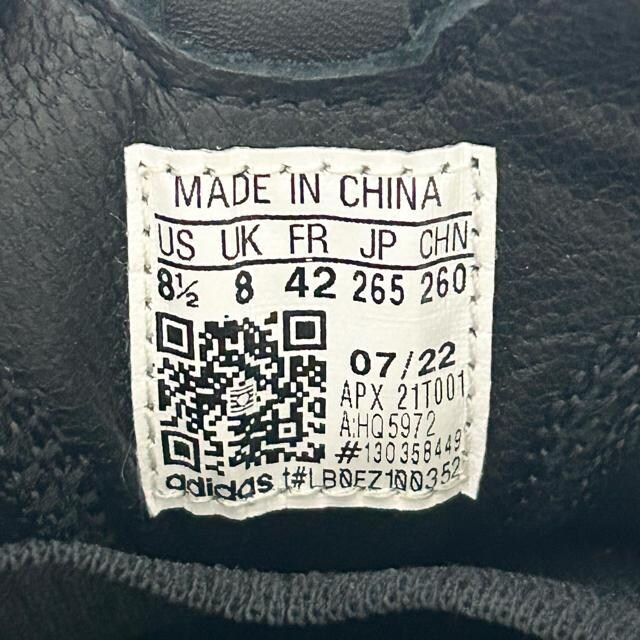 MADE IN CHINA
US UK FR JP CHN
8½ 8 42 265 260
07/22
APX 21T001
A:HQ5972
#130358449
adidas t#LB0EZ100352